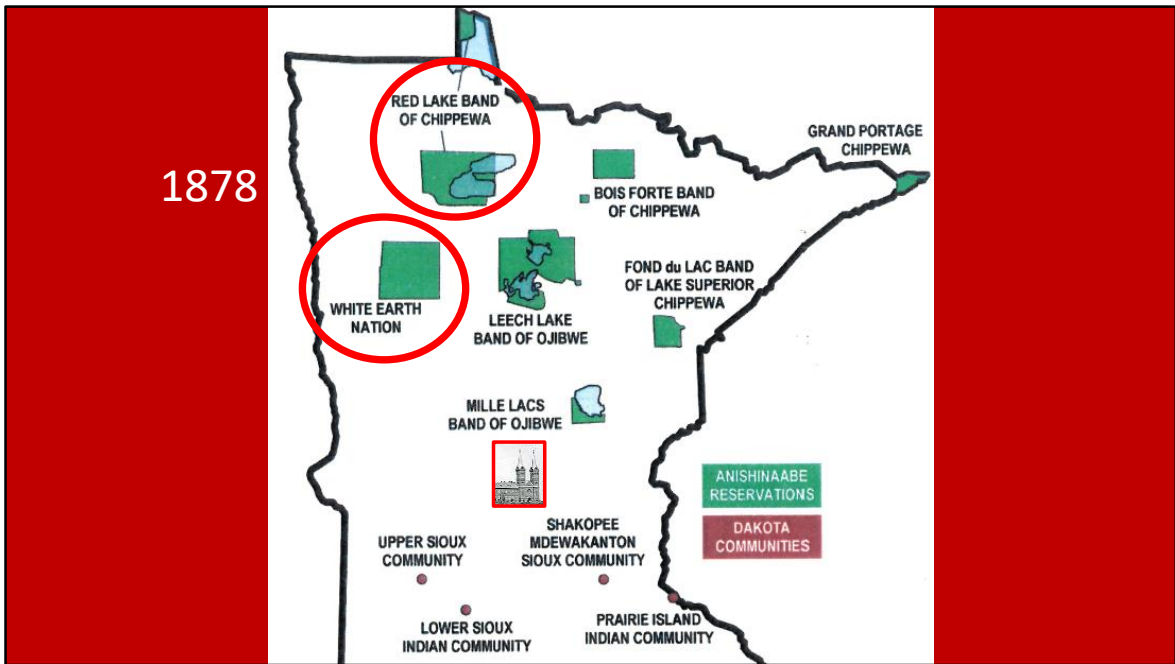 RED LAKE BAND
OF CHIPPEWA
GRAND PORTAGE
CHIPPEWA
1878
BOIS FORTE BAND
OF CHIPPEWA
FOND du LAC BAND
OF LAKE SUPERIOR
CHIPPEWA
WHITE EARTH
NATION
LEECH LAKE
BAND OF OJIBWE
MILLE LACS
BAND OF OJIBWE
ANISHINAABE
RESERVATIONS
DAKOTA
COMMUNITIES
UPPER SIOUX
COMMUNITY
SHAKOPEE
MDEWAKANTON
SIOUX COMMUNITY
LOWER SIOUX
INDIAN COMMUNITY
PRAIRIE ISLAND
INDIAN COMMUNITY